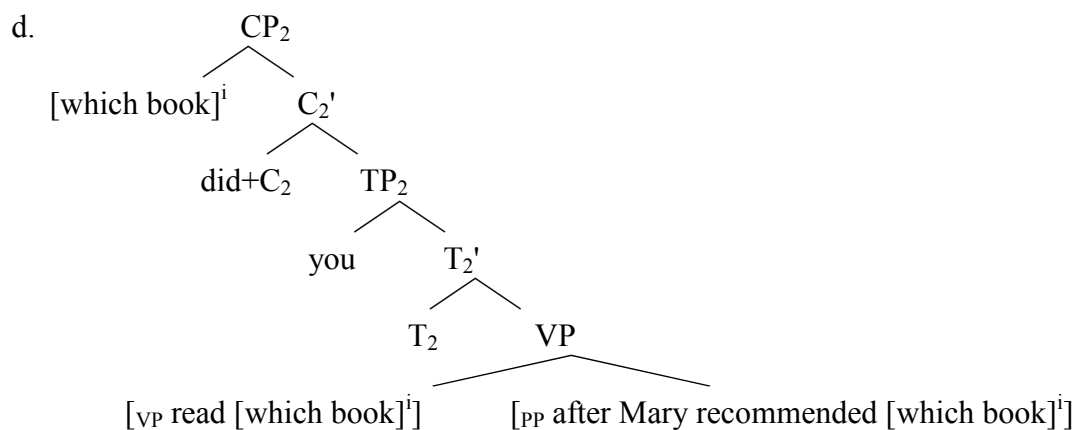 d. CP₂
[which book]ⁱ C₂'
did+C₂ TP₂
you T₂'
T₂ VP
[VP read [which book]ⁱ] [PP after Mary recommended [which book]ⁱ]